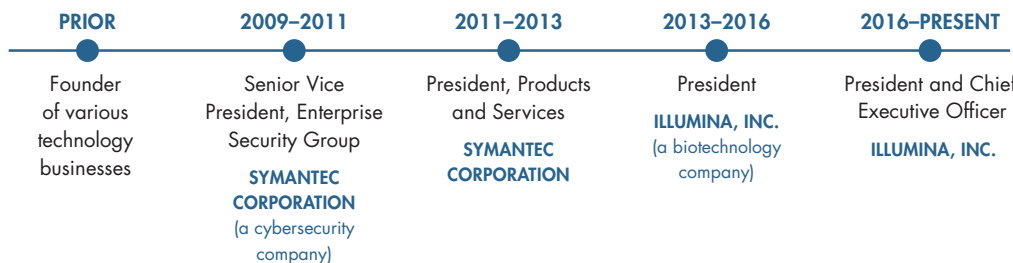 PRIOR
Founder
of various
technology
businesses
2009–2011
Senior Vice
President, Enterprise
Security Group
SYMANTEC
CORPORATION
(a cybersecurity
company)
2011–2013
President, Products
and Services
SYMANTEC
CORPORATION
2013–2016
President
ILLUMINA, INC.
(a biotechnology
company)
2016–PRESENT
President and Chief
Executive Officer
ILLUMINA, INC.